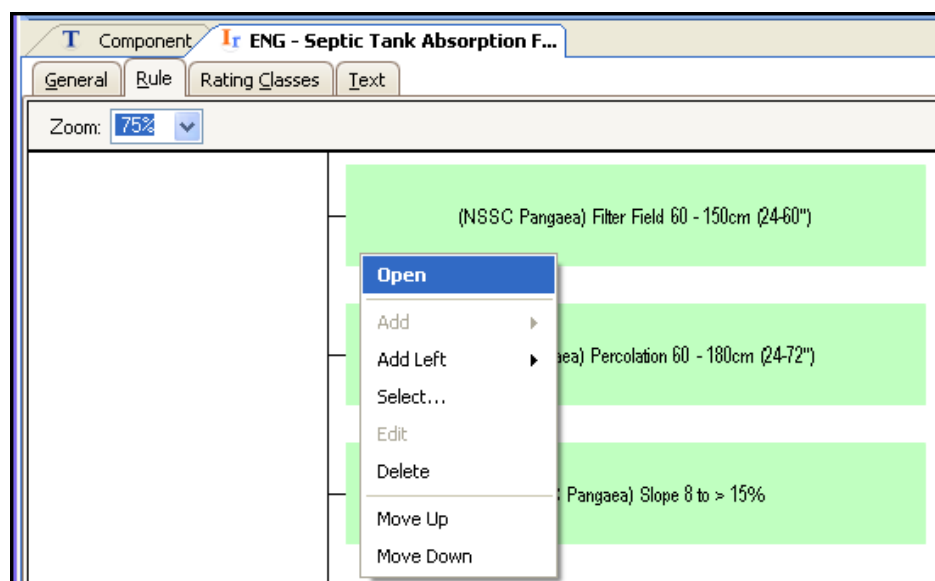 T Component Ir ENG - Septic Tank Absorption F...
General Rule Rating Classes Text
Zoom: 75%
(NSSC Pangaea) Filter Field 60 - 150cm (24-60")
Open
Add
Add Left
Percolation 60 - 180cm (24-72")
Select...
Edit
Delete
Pangaea) Slope 8 to > 15%
Move Up
Move Down